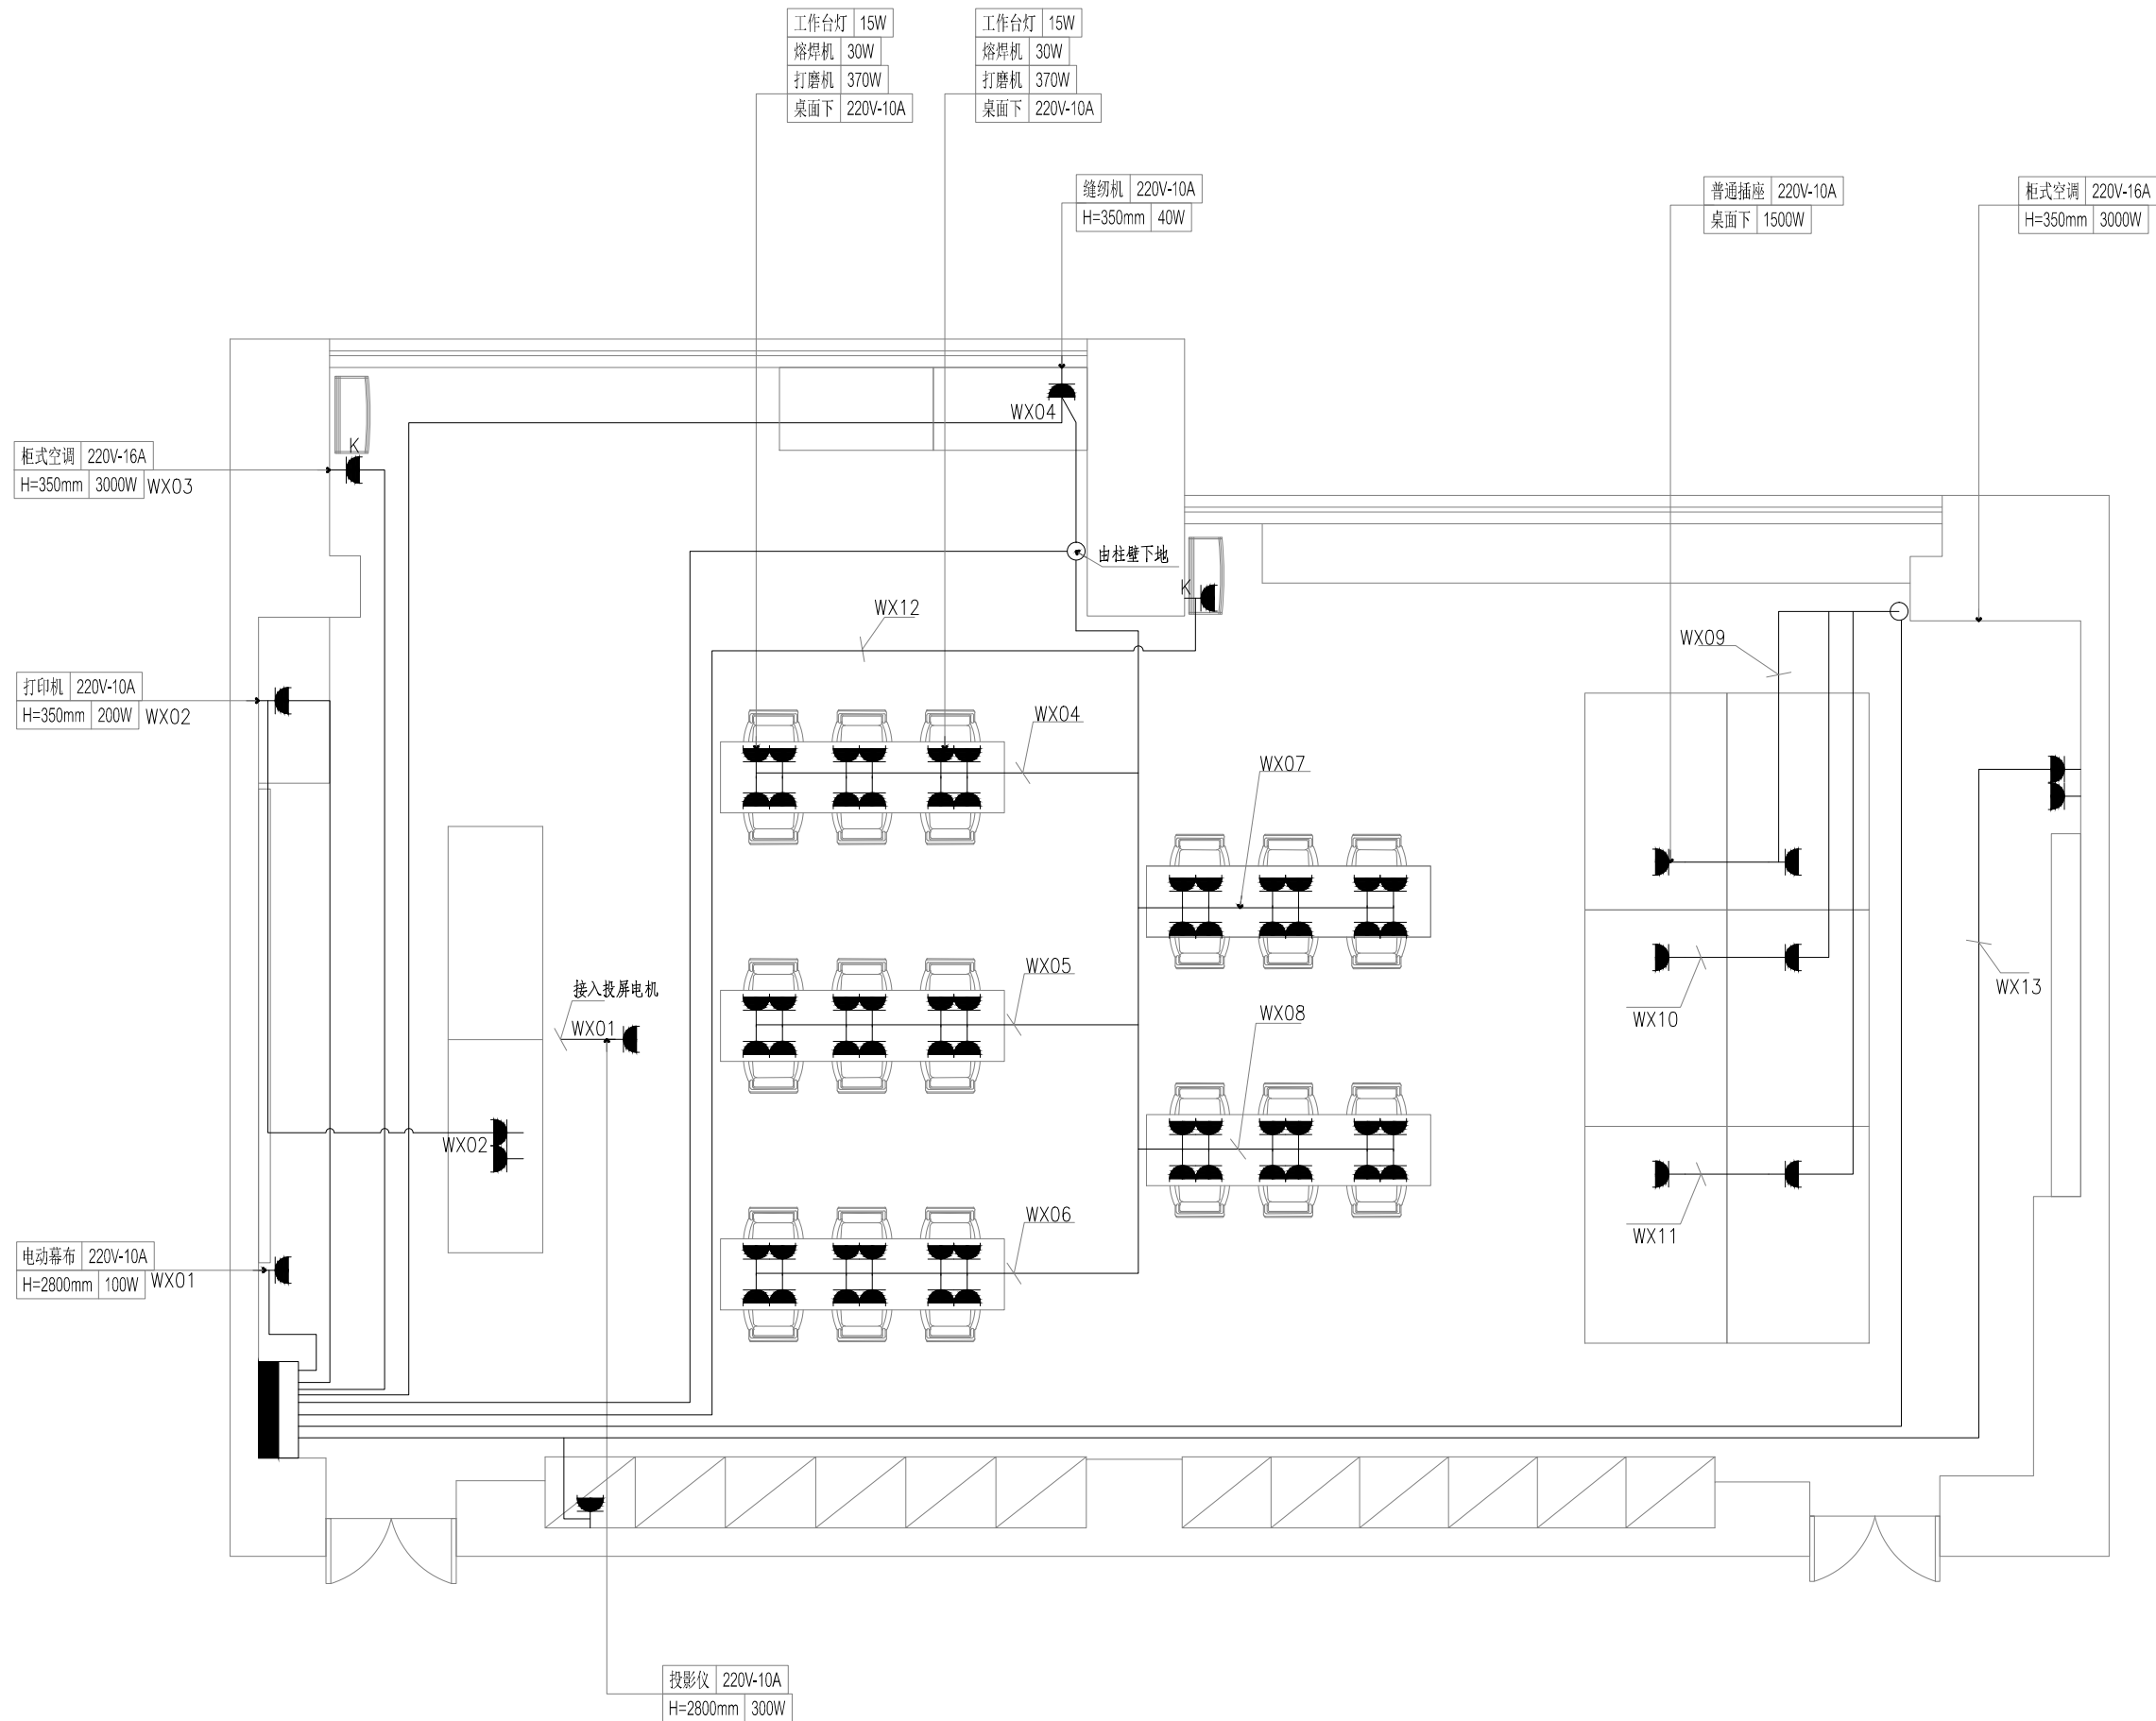 工作台灯 15W
熔焊机 30W
打磨机 370W
桌面下 220V-10A
工作台灯 15W
熔焊机 30W
打磨机 370W
桌面下 220V-10A
缝纫机 220V-10A
H=350mm 40W
普通插座 220V-10A
桌面下 1500W
柜式空调 220V-16A
H=350mm 3000W
WX04
K
柜式空调 220V-16A
H=350mm 3000W WX03
由柱壁下地
K
WX12
WX09
打印机 220V-10A
H=350mm 200W WX02
WX04
WX07
WX05
接入投屏电机
WX01
WX13
WX10
WX08
WX02
WX06
WX11
电动幕布 220V-10A
H=2800mm 100W WX01
投影仪 220V-10A
H=2800mm 300W